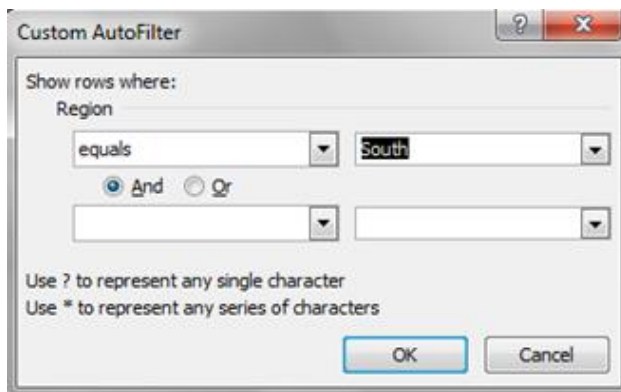 Custom AutoFilter
Show rows where:
Region
equals South
And Or
Use ? to represent any single character
Use * to represent any series of characters
OK Cancel